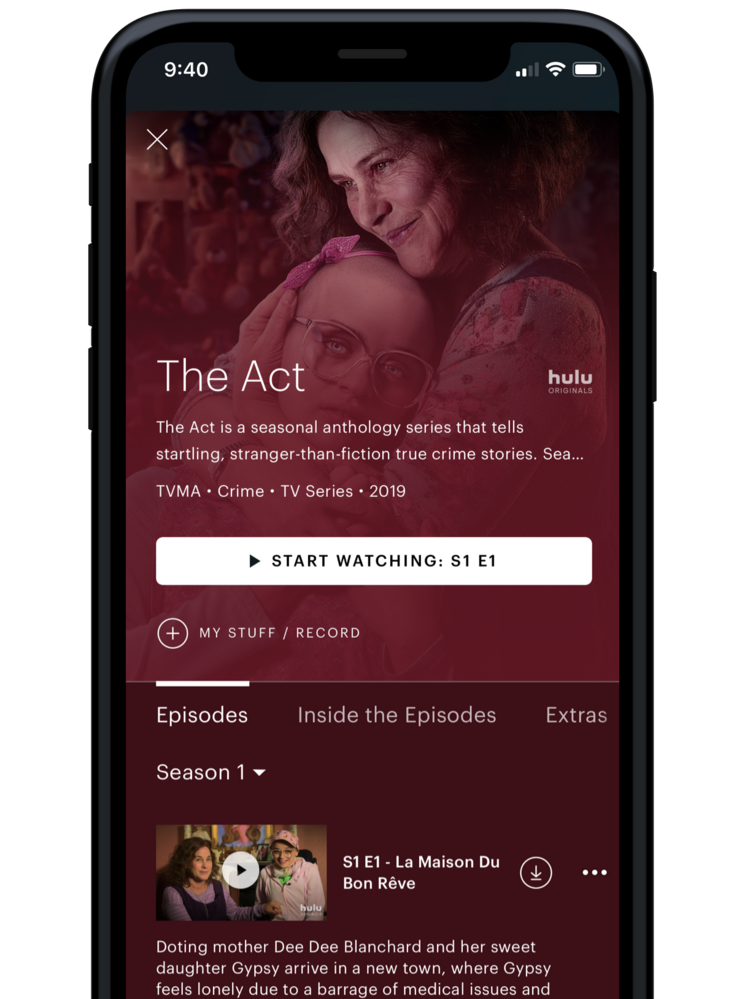 9:40
The Act
hulu
ORIGINALS
The Act is a seasonal anthology series that tells
startling, stranger-than-fiction true crime stories. Sea...
TVMA • Crime • TV Series • 2019
START WATCHING: S1 E1
MY STUFF / RECORD
Episodes Inside the Episodes Extras
Season 1
S1 E1 - La Maison Du
Bon Rêve
hulu
Doting mother Dee Dee Blanchard and her sweet
daughter Gypsy arrive in a new town, where Gypsy
feels lonely due to a barrage of medical issues and